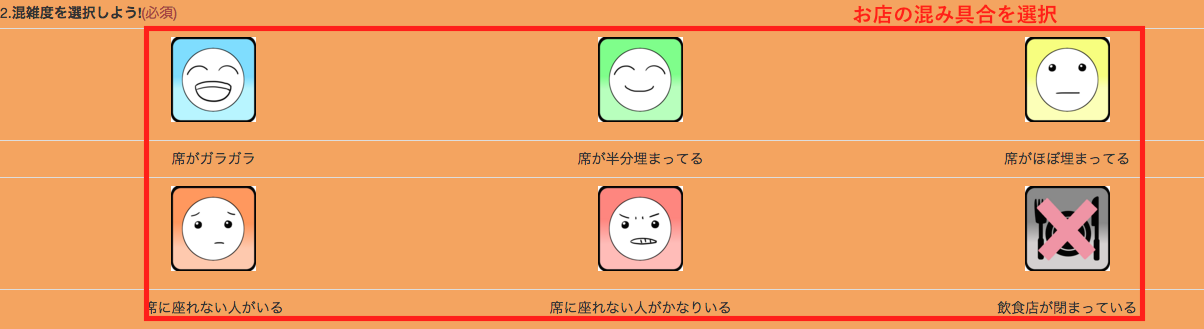 2.混雑度を選択しよう!(必須)
お店の混み具合を選択
席がガラガラ
席が半分埋まってる
席がほぼ埋まってる
席に座れない人がいる
席に座れない人がかなりいる
飲食店が閉まっている